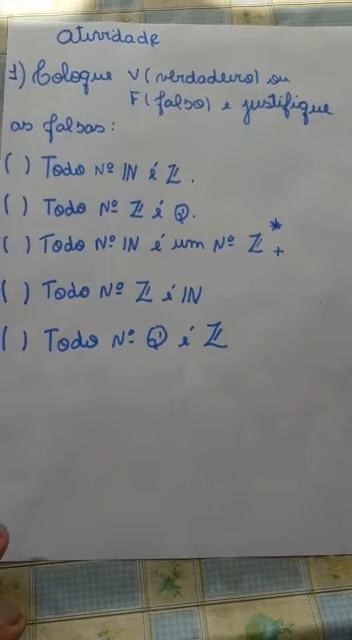 atividade
1) Coloque V (verdadeiro) ou
F (falso) e justifique
as falsas:
( ) Todo Nº IN é ℤ.
( ) Todo Nº ℤ é Q.
( ) Todo Nº IN é um Nº ℤ*+
( ) Todo Nº ℤ é IN
( ) Todo Nº Q é ℤ